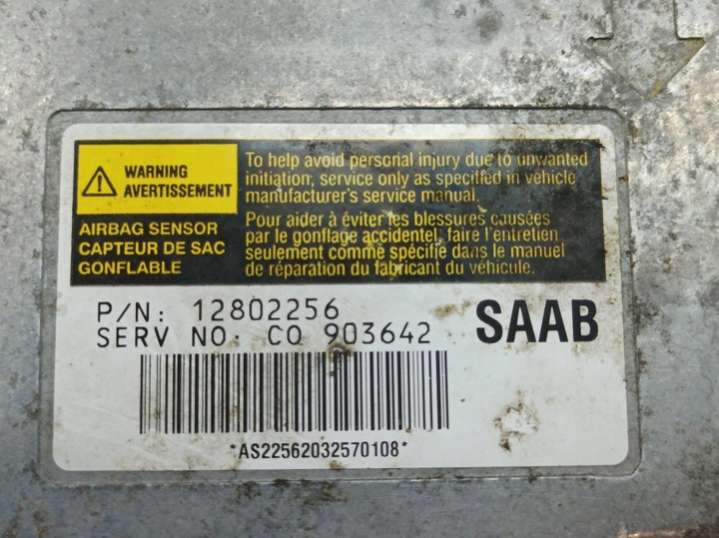 WARNING
AVERTISSEMENT
AIRBAG SENSOR
CAPTEUR DE SAC
GONFLABLE
To help avoid personal injury due to unwanted
initiation, service only as specified in vehicle
manufacturer's service manual.
Pour aider à éviter les blessures causées
par le gonflage accidentel, faire l'entretien
seulement comme spécifié dans le manuel
de réparation du fabricant du véhicule.
P/N: 12802256
SERV NO: CO 903642
SAAB
*AS22562032570108*